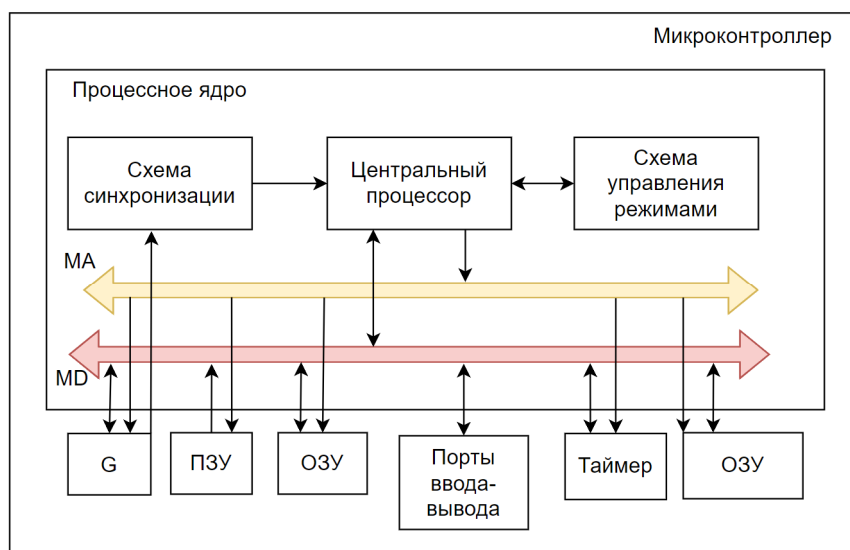 Микроконтроллер
Процессное ядро
Схема
синхронизации
Центральный
процессор
Схема
управления
режимами
MA
MD
G
ПЗУ
ОЗУ
Порты
ввода-
вывода
Таймер
ОЗУ